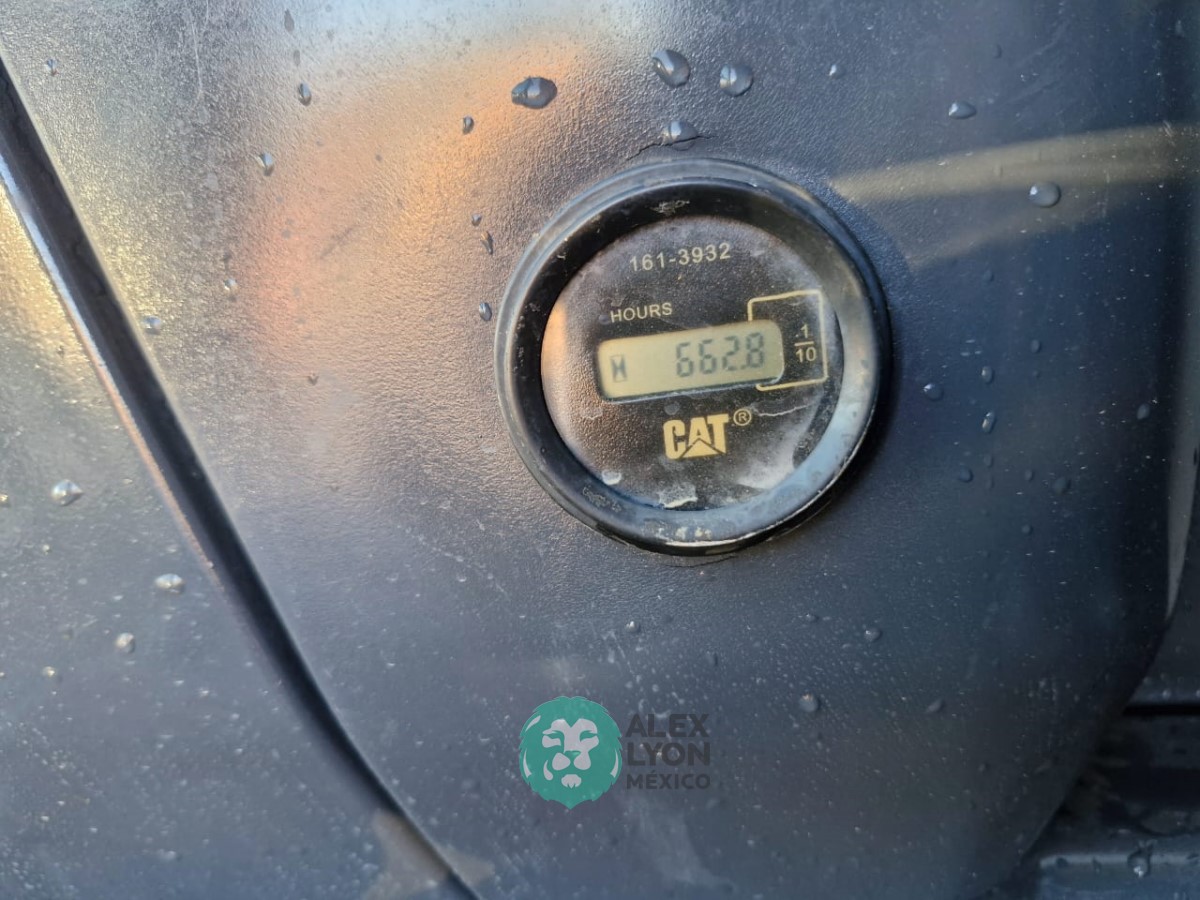 161-3932
HOURS
662.8
1
10
CAT®
ALEX
LYON
MÉXICO